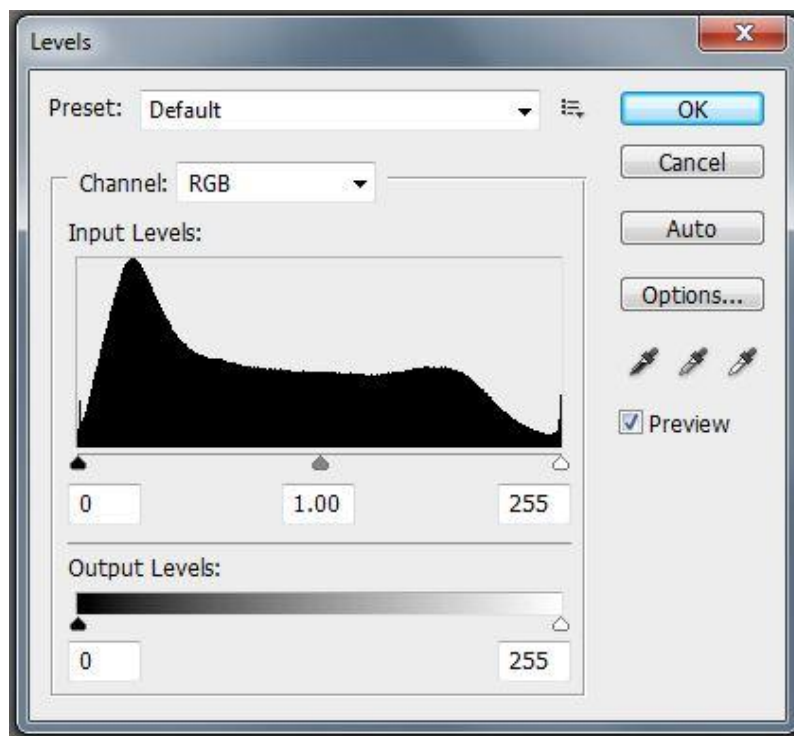 Levels
Preset: Default
OK
Cancel
Channel: RGB
Auto
Input Levels:
Options...
Preview
0 1.00 255
Output Levels:
0 255